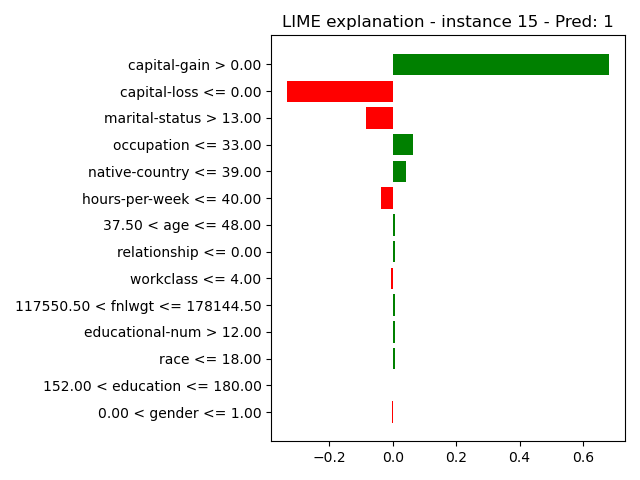 LIME explanation - instance 15 - Pred: 1
capital-gain > 0.00
capital-loss <= 0.00
marital-status > 13.00
occupation <= 33.00
native-country <= 39.00
hours-per-week <= 40.00
37.50 < age <= 48.00
relationship <= 0.00
workclass <= 4.00
117550.50 < fnlwgt <= 178144.50
educational-num > 12.00
race <= 18.00
152.00 < education <= 180.00
0.00 < gender <= 1.00
−0.2 0.0 0.2 0.4 0.6